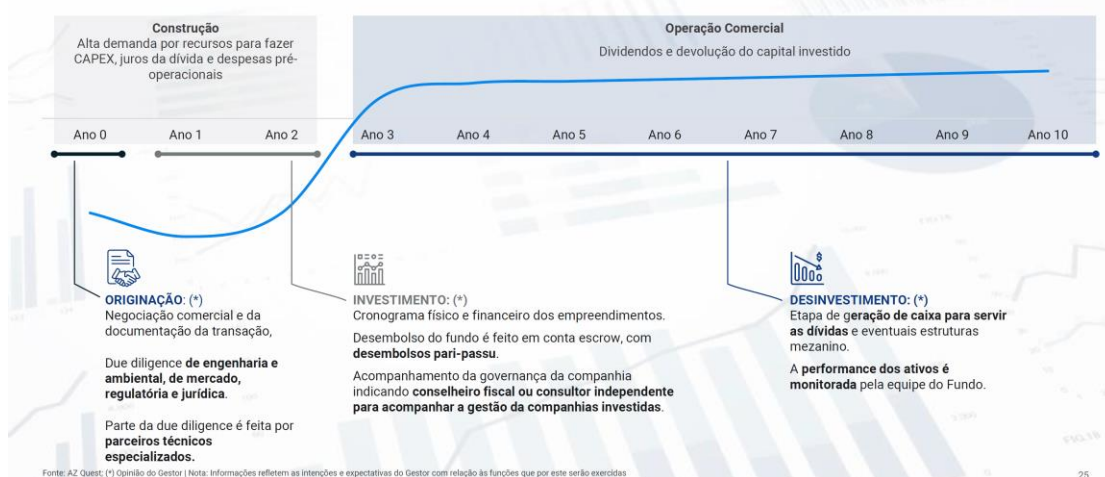 Construção
Alta demanda por recursos para fazer
CAPEX, juros da dívida e despesas pré-
operacionais
Operação Comercial
Dividendos e devolução do capital investido
Ano 0
Ano 1
Ano 2
Ano 3
Ano 4
Ano 5
Ano 6
Ano 7
Ano 8
Ano 9
Ano 10
ORIGINAÇÃO: (*)
Negociação comercial e da
documentação da transação,
Due diligence de engenharia e
ambiental, de mercado,
regulatória e jurídica.
Parte da due diligence é feita por
parceiros técnicos
especializados.
INVESTIMENTO: (*)
Cronograma físico e financeiro dos empreendimentos.
Desembolso do fundo é feito em conta escrow, com
desembolsos pari-passu.
Acompanhamento da governança da companhia
indicando conselheiro fiscal ou consultor independente
para acompanhar a gestão da companhias investidas.
DESINVESTIMENTO: (*)
Etapa de geração de caixa para servir
as dívidas e eventuais estruturas
mezanino.
A performance dos ativos é
monitorada pela equipe do Fundo.
Fonte: AZ Quest; (*) Opinião do Gestor | Nota: Informações refletem as intenções e expectativas do Gestor com relação às funções que por este serão exercidas
25